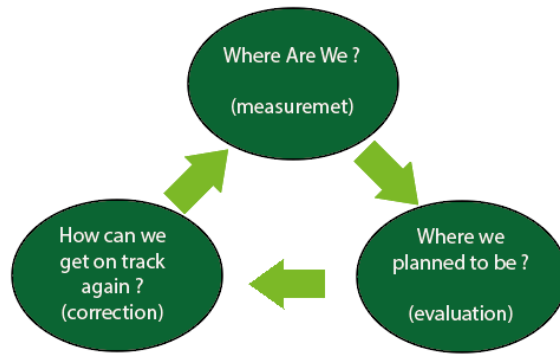 Where Are We ?
(measuremet)
Where we
planned to be ?
(evaluation)
How can we
get on track
again ?
(correction)